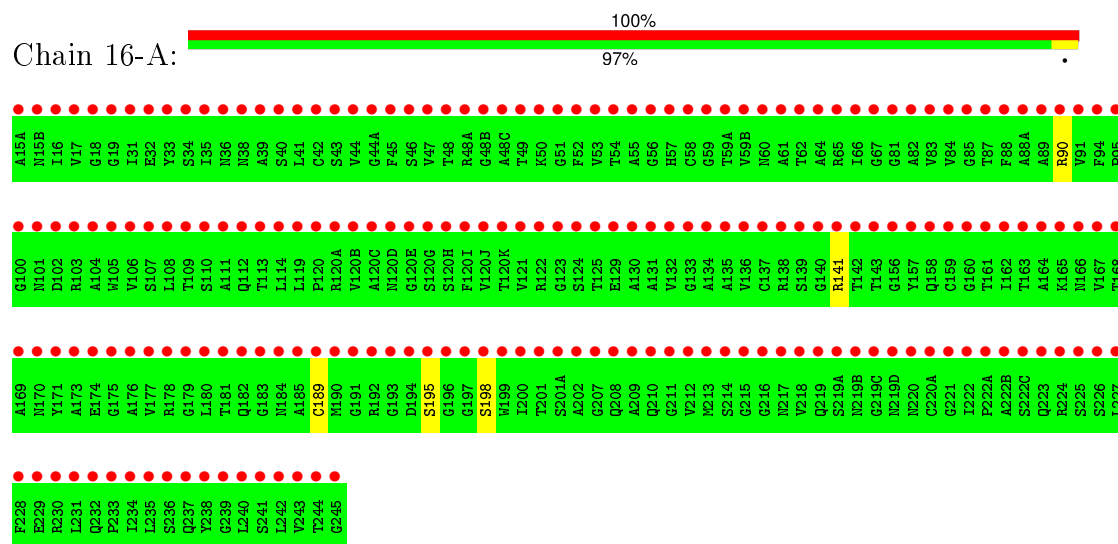 100%
Chain 16-A:
97%
A15A N15B I16 V17 G18 G19 I31 E32 Y33 S34 I35 N36 N38 A39 S40 L41 C42 S43 V44 G44A F45 S46 V47 T48 R48A G48B A48C T49 K50 G51 F52 V53 T54 A55 G56 H57 C58 G59 T59A V59B N60 A61 T62 A64 R65 I66 G67 G81 A82 V83 V84 G85 T87 F88 A88A A89 R90 V91 F94 P95
G100 N101 D102 R103 A104 W105 V106 S107 L108 T109 S110 A111 Q112 T113 L114 L119 P120 R120A V120B A120C N120D G120E S120G S120H F120I V120J T120K V121 R122 G123 S124 T125 E129 A130 A131 V132 G133 A134 A135 V136 C137 R138 S139 G140 R141 T142 T143 G156 Y157 Q158 C159 G160 T161 I162 T163 A164 K165 N166 V167 T168
A169 N170 Y171 A173 E174 G175 A176 V177 R178 G179 L180 T181 Q182 G183 N184 A185 C189 M190 G191 R192 G193 D194 S195 G196 G197 S198 W199 I200 T201 S201A A202 G207 Q208 A209 Q210 G211 V212 M213 S214 G215 G216 N217 V218 Q219 S219A N219B G219C N219D N220 C220A G221 I222 P222A A222B S222C Q223 R224 S225 S226 L227
F228 E229 R230 L231 Q232 P233 I234 L235 S236 Q237 Y238 G239 L240 S241 L242 V243 T244 G245